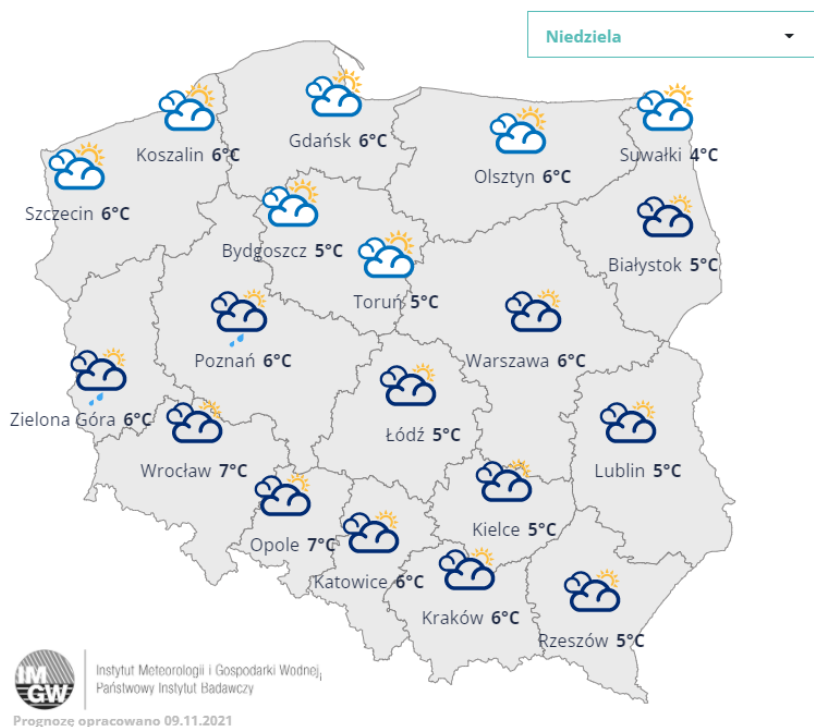 Niedziela
Koszalin 6°C
Gdańsk 6°C
Olsztyn 6°C
Suwałki 4°C
Szczecin 6°C
Bydgoszcz 5°C
Białystok 5°C
Toruń 5°C
Poznań 6°C
Warszawa 6°C
Zielona Góra 6°C
Łódź 5°C
Wrocław 7°C
Lublin 5°C
Kielce 5°C
Opole 7°C
Katowice 6°C
Kraków 6°C
Rzeszów 5°C
IM
GW
Instytut Meteorologii i Gospodarki Wodnej,
Państwowy Instytut Badawczy
Prognozę opracowano 09.11.2021